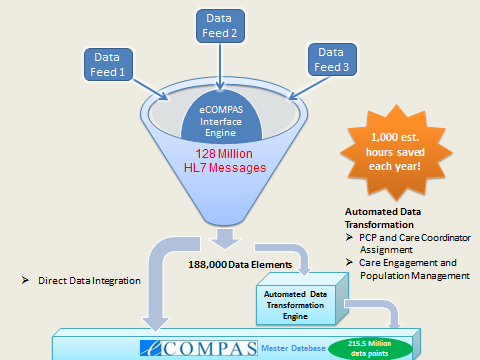 Data
Feed 2
Data
Feed 1
Data
Feed 3
eCOMPAS
Interface
Engine
128 Million
HL7 Messages
1,000 est.
hours saved
each year!
Automated Data
Transformation
➢ PCP and Care Coordinator
Assignment
➢ Care Engagement and
Population Management
188,000 Data Elements
➢ Direct Data Integration
Automated Data
Transformation
Engine
eCOMPAS Master Database
215.5 Million
data points